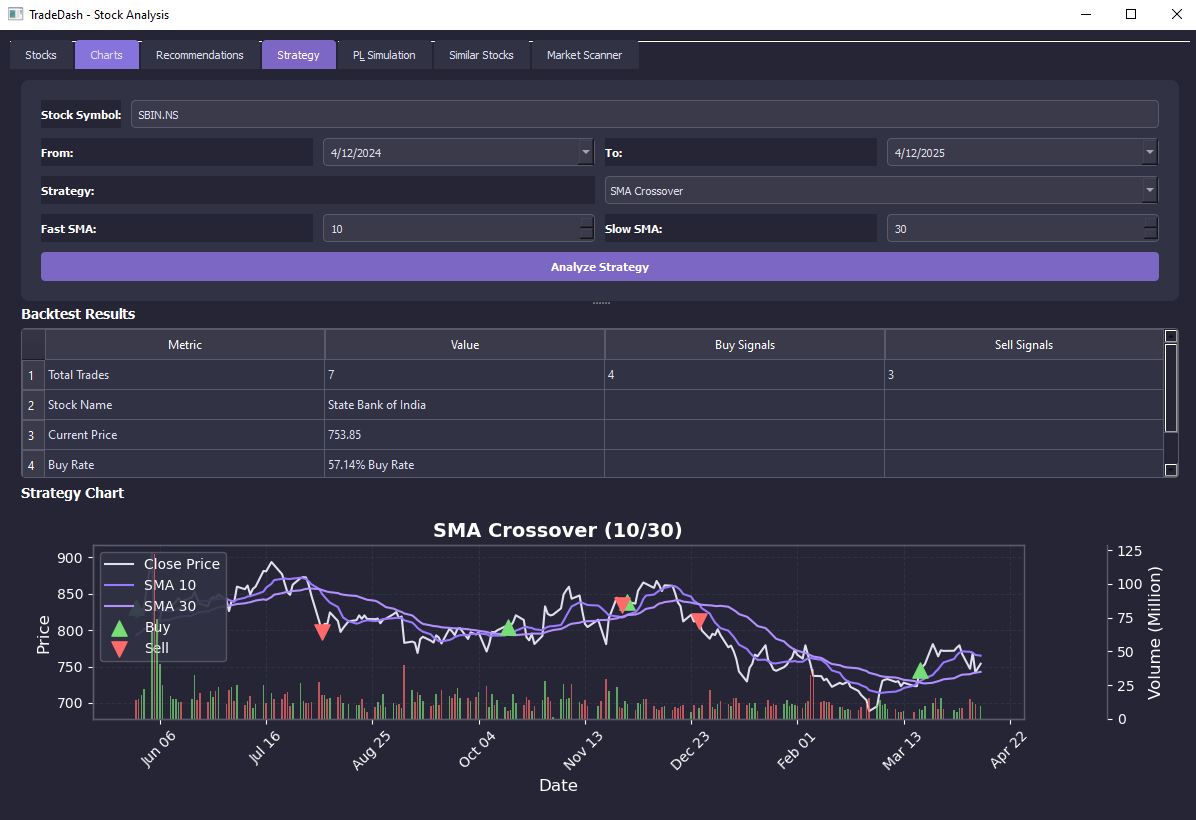 TradeDash - Stock Analysis
Stocks Charts Recommendations Strategy PL Simulation Similar Stocks Market Scanner
Stock Symbol: SBIN.NS
From: 4/12/2024 To: 4/12/2025
Strategy: SMA Crossover
Fast SMA: 10 Slow SMA: 30
Analyze Strategy
Backtest Results
Metric Value Buy Signals Sell Signals
1 Total Trades 7 4 3
2 Stock Name State Bank of India
3 Current Price 753.85
4 Buy Rate 57.14% Buy Rate
Strategy Chart
SMA Crossover (10/30)
Price
900
850
800
750
700
Close Price
SMA 10
SMA 30
Buy
Sell
125
100
75
50
25
0
Volume (Million)
Jun 06 Jul 16 Aug 25 Oct 04 Nov 13 Dec 23 Feb 01 Mar 13 Apr 22
Date